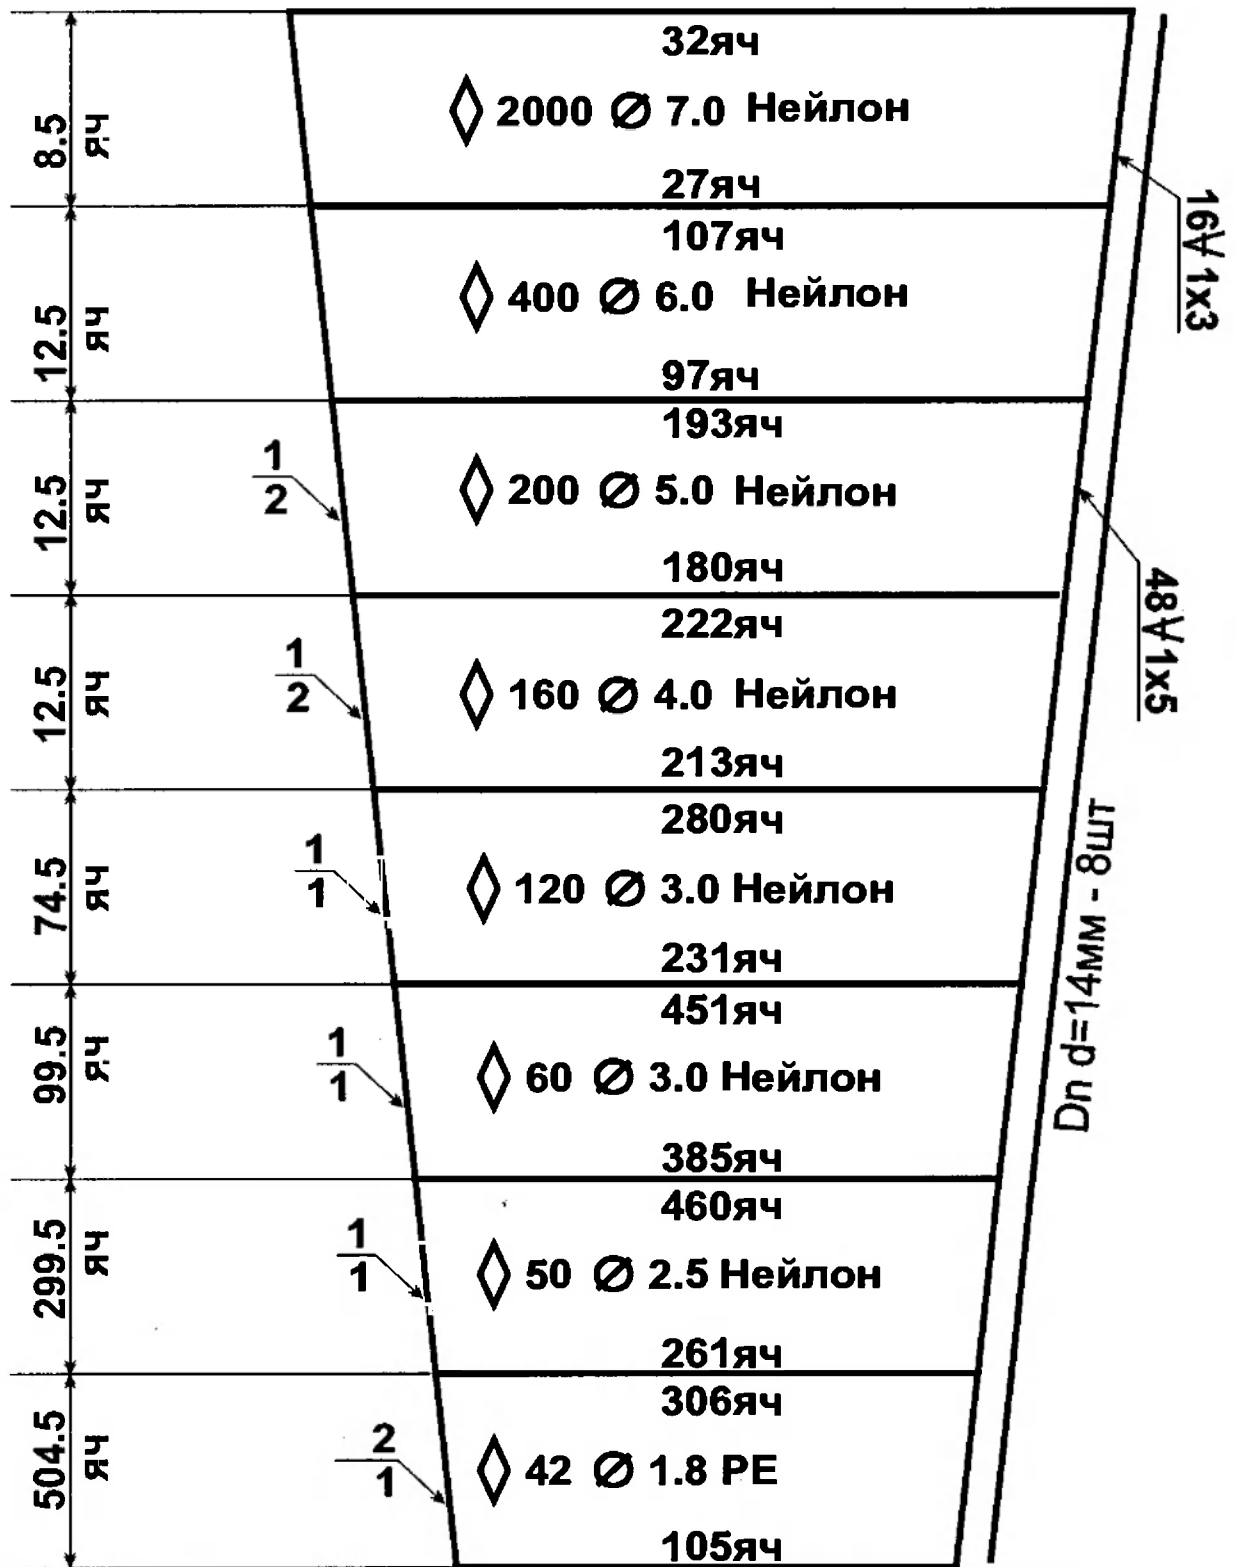 32яч
◊ 2000 Ø 7.0 Нейлон
27яч
8.5 яч
107яч
◊ 400 Ø 6.0 Нейлон
97яч
12.5 яч
16∀ 1x3
193яч
◊ 200 Ø 5.0 Нейлон
180яч
12.5 яч
1/2
48∀ 1x5
222яч
◊ 160 Ø 4.0 Нейлон
213яч
12.5 яч
1/2
280яч
◊ 120 Ø 3.0 Нейлон
231яч
74.5 яч
1/1
Dn d=14мм - 8шт
451яч
◊ 60 Ø 3.0 Нейлон
385яч
99.5 яч
1/1
460яч
◊ 50 Ø 2.5 Нейлон
261яч
299.5 яч
1/1
306яч
◊ 42 Ø 1.8 PE
105яч
504.5 яч
2/1